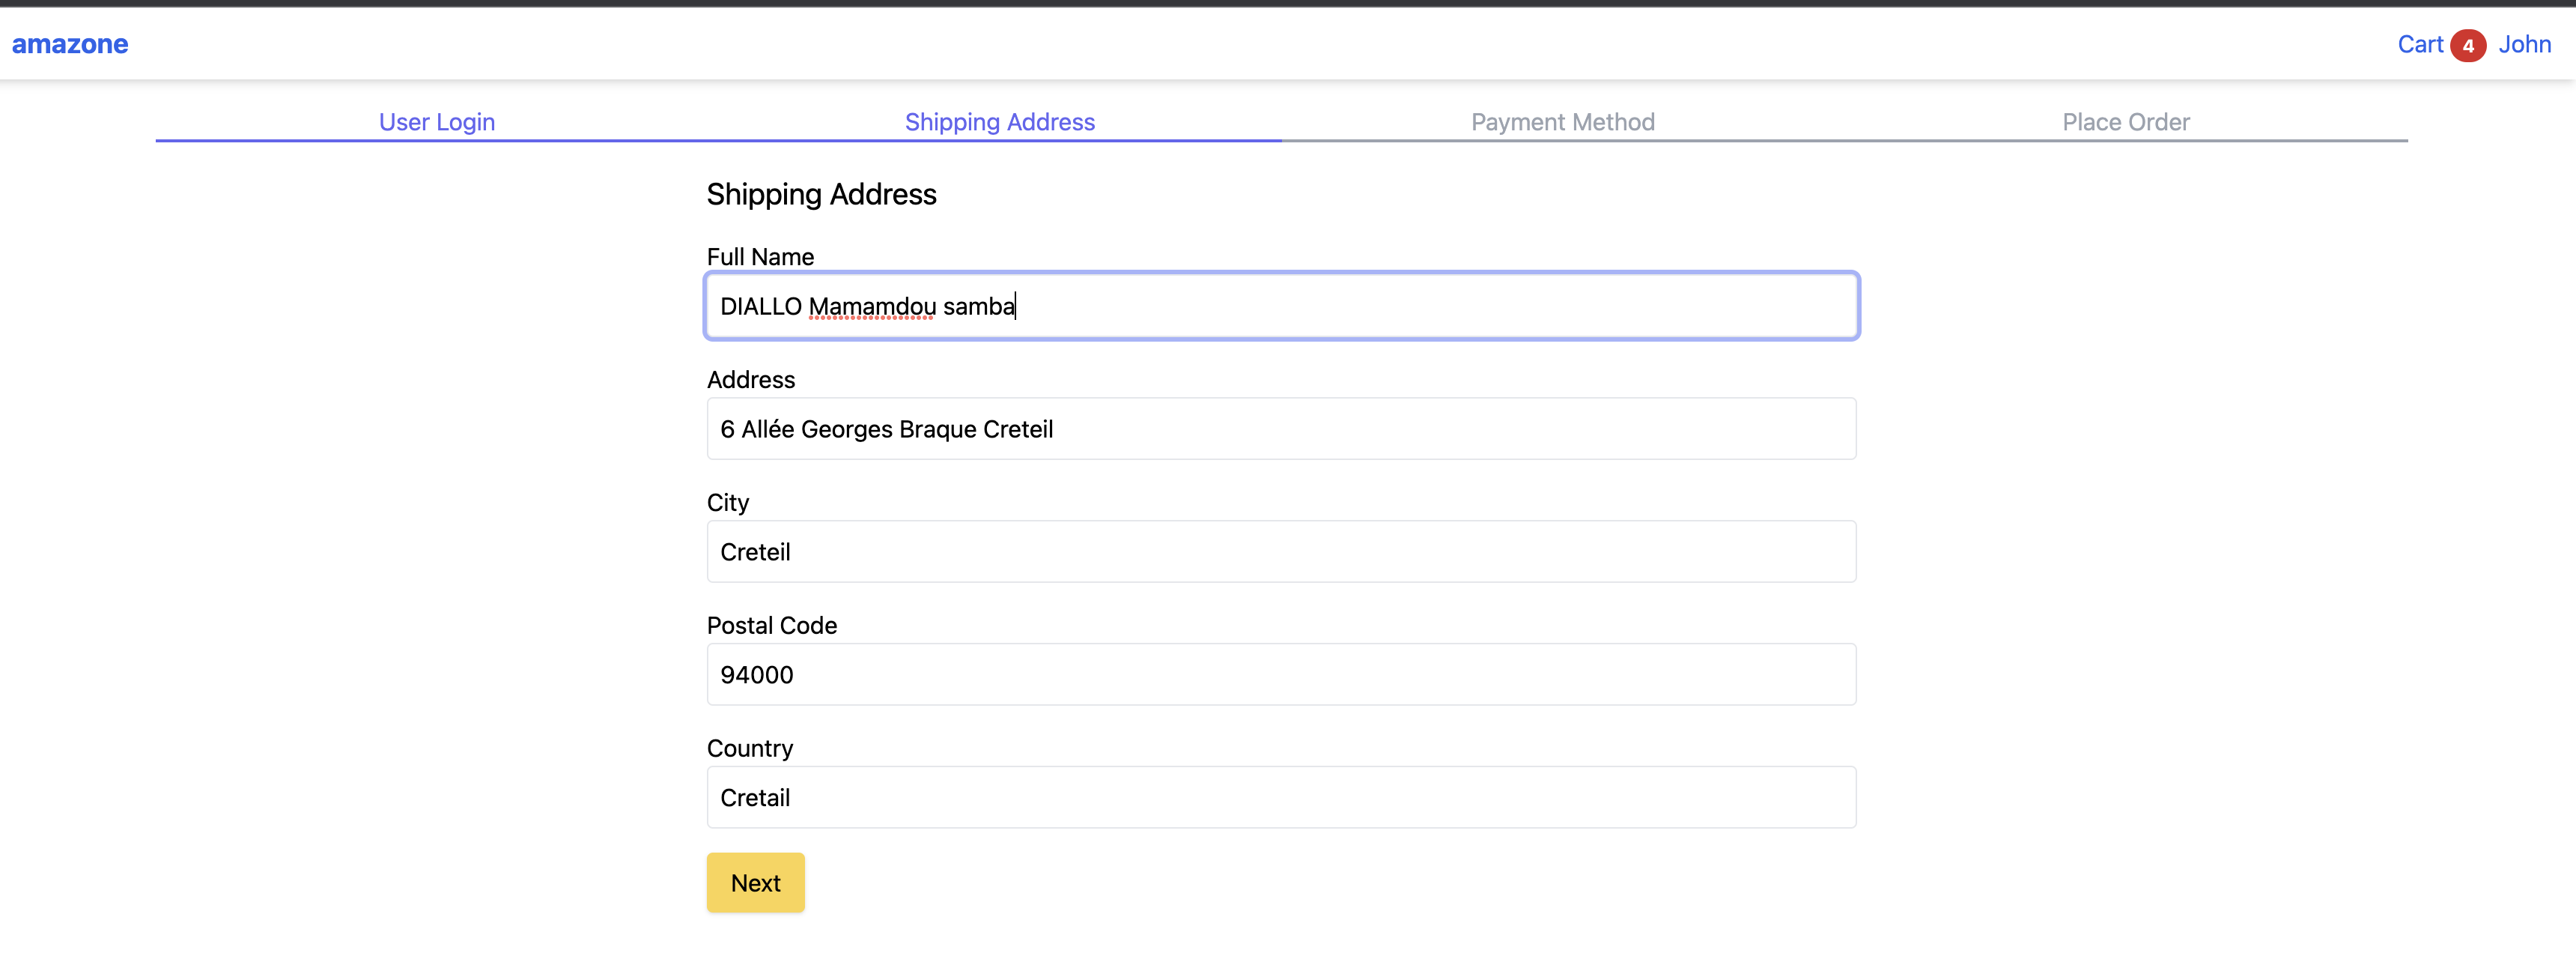 amazone
Cart 4 John
User Login Shipping Address Payment Method Place Order
Shipping Address
Full Name
DIALLO Mamamdou samba
Address
6 Allée Georges Braque Creteil
City
Creteil
Postal Code
94000
Country
Cretail
Next